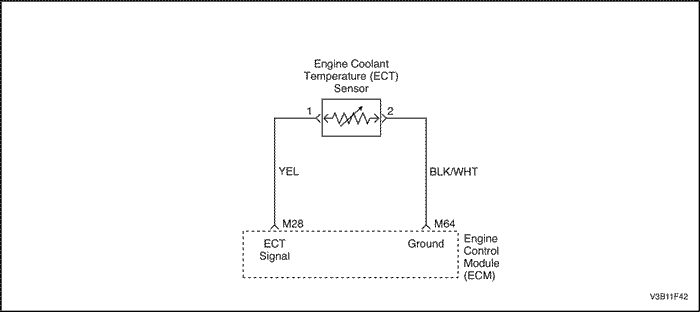 Engine Coolant
Temperature (ECT)
Sensor
1
2
YEL
BLK/WHT
M28
M64
ECT
Signal
Ground
Engine
Control
Module
(ECM)
V3B11F42